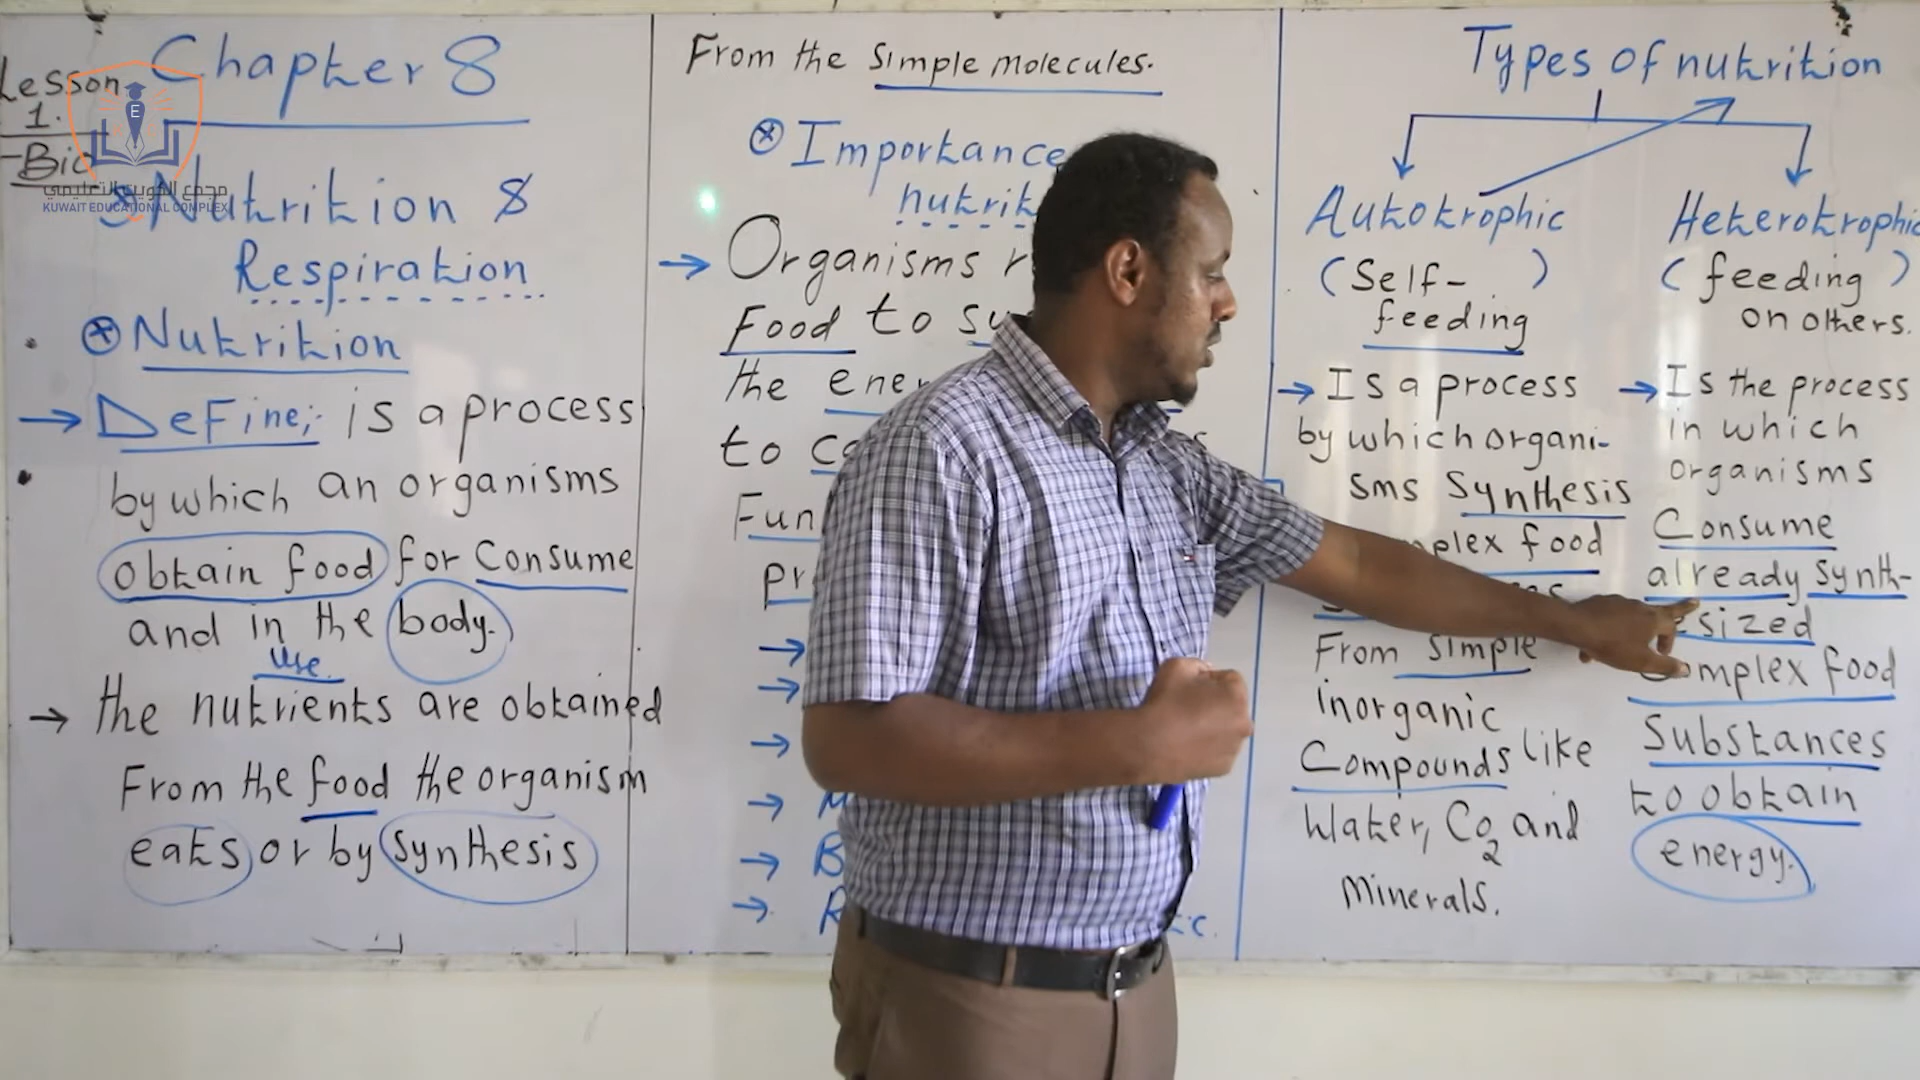 Chapter 8
Lesson
1.
Bio
مجمع الكويت التعليمي
KUWAIT EDUCATIONAL COMPLEX
Nutrition &
Respiration
Nutrition
Define; is a process
by which an organisms
obtain food for consume
and in the body.
use
the nutrients are obtained
From the food the organism
eats or by synthesis
From the simple molecules.
Importance
nutrit
Organisms r
Food to sy
the ener
to co
Fun
pr
M
B
R
Types of nutrition
Autotrophic
(Self-)
feeding
Is a process
by which organi-
sms synthesis
food
From simple
inorganic
Compounds like
Water, Co2 and
Minerals.
Heterotrophic
(feeding)
on others.
Is the process
in which
organisms
Consume
already synth-
esized
omplex food
Substances
to obtain
energy.